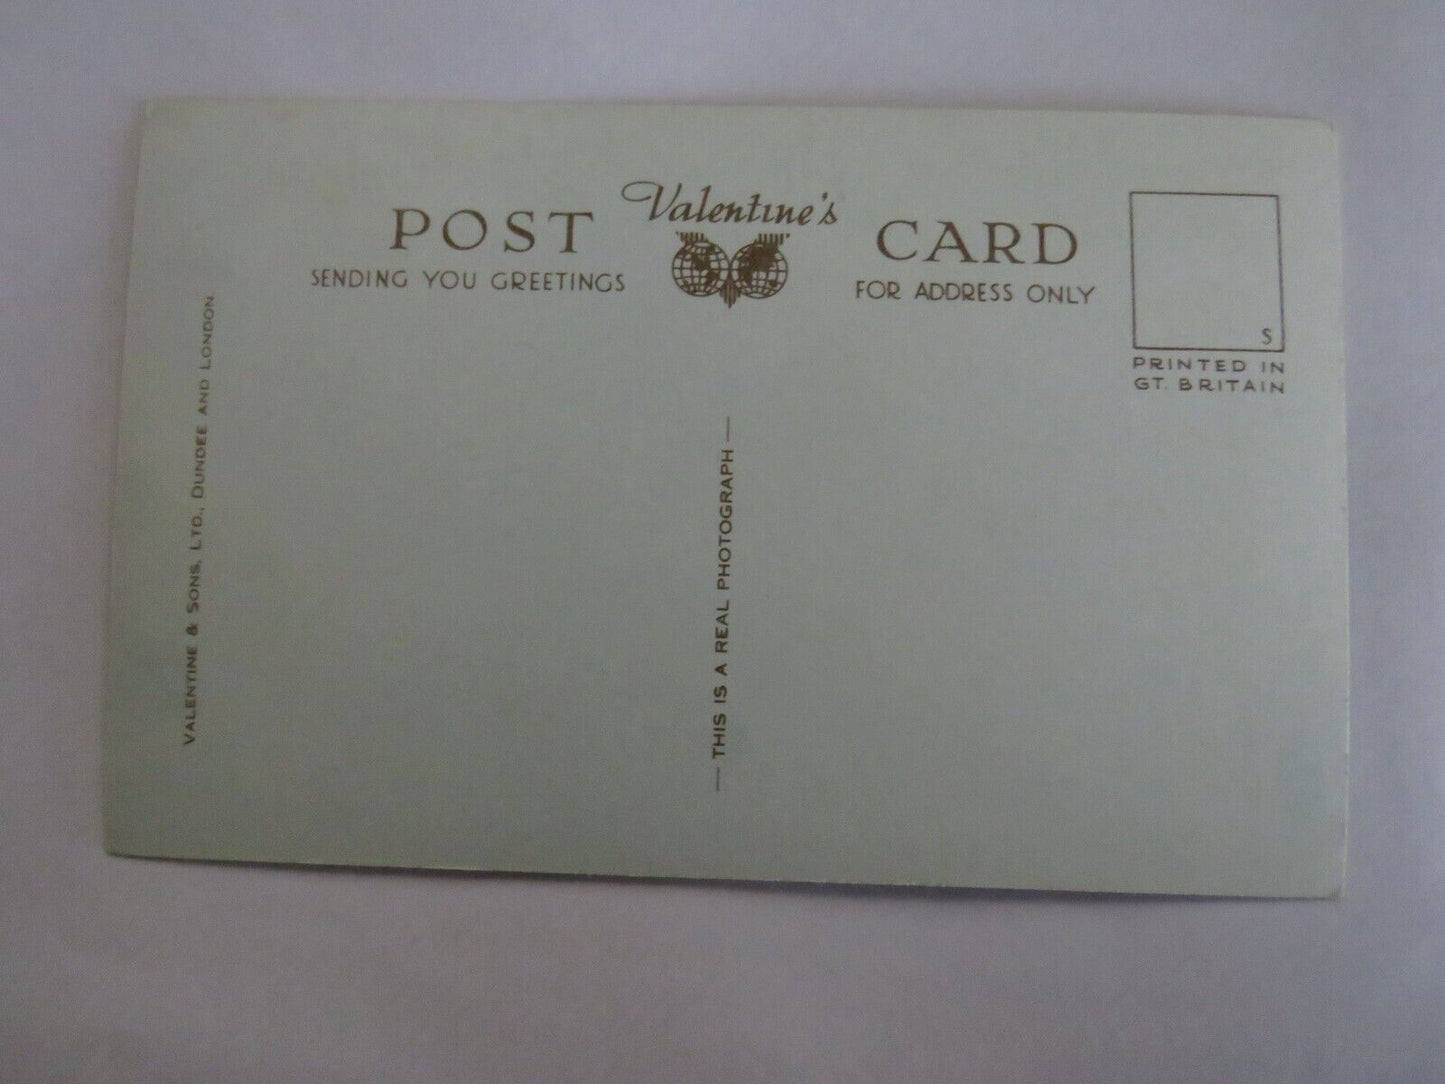 POST Valentine's CARD
SENDING YOU GREETINGS
FOR ADDRESS ONLY
S
PRINTED IN
GT. BRITAIN
VALENTINE & SONS, LTD., DUNDEE AND LONDON.
— THIS IS A REAL PHOTOGRAPH —